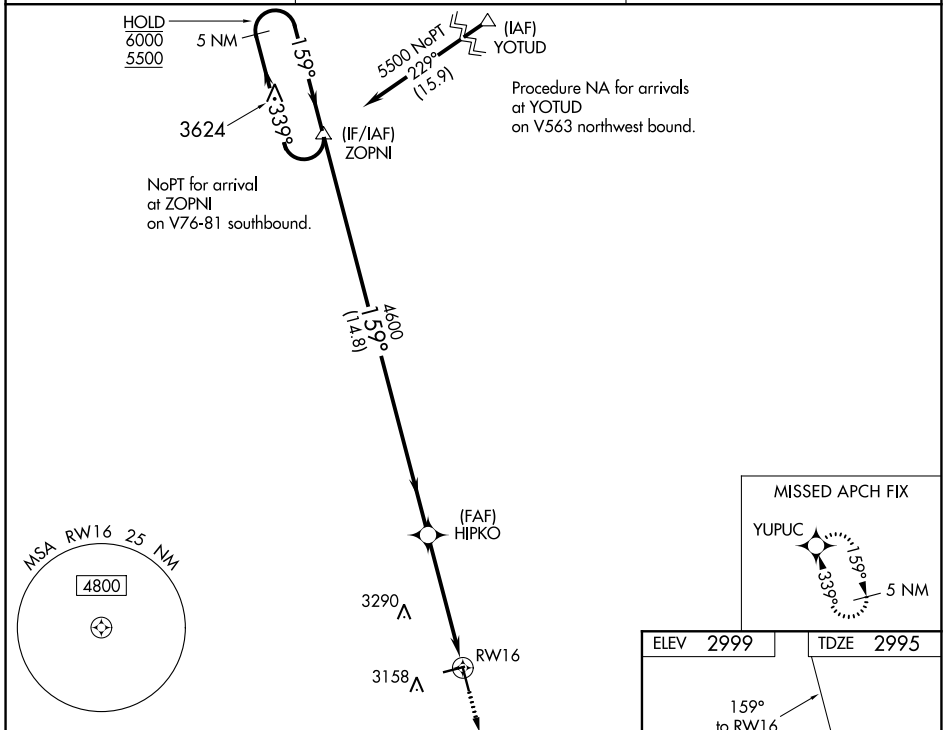 HOLD
6000
5500
5 NM
159°
339°
3624
(IF/IAF)
ZOPNI
NoPT for arrival
at ZOPNI
on V76-81 southbound.
(IAF)
YOTUD
5500 NoPT
229°
(15.9)
Procedure NA for arrivals
at YOTUD
on V563 northwest bound.
4600
159°
(14.8)
(FAF)
HIPKO
3290
RW16
3158
MSA RW16 25 NM
4800
MISSED APCH FIX
YUPUC
159°
339°
5 NM
ELEV 2999
TDZE 2995
159°
to RW16